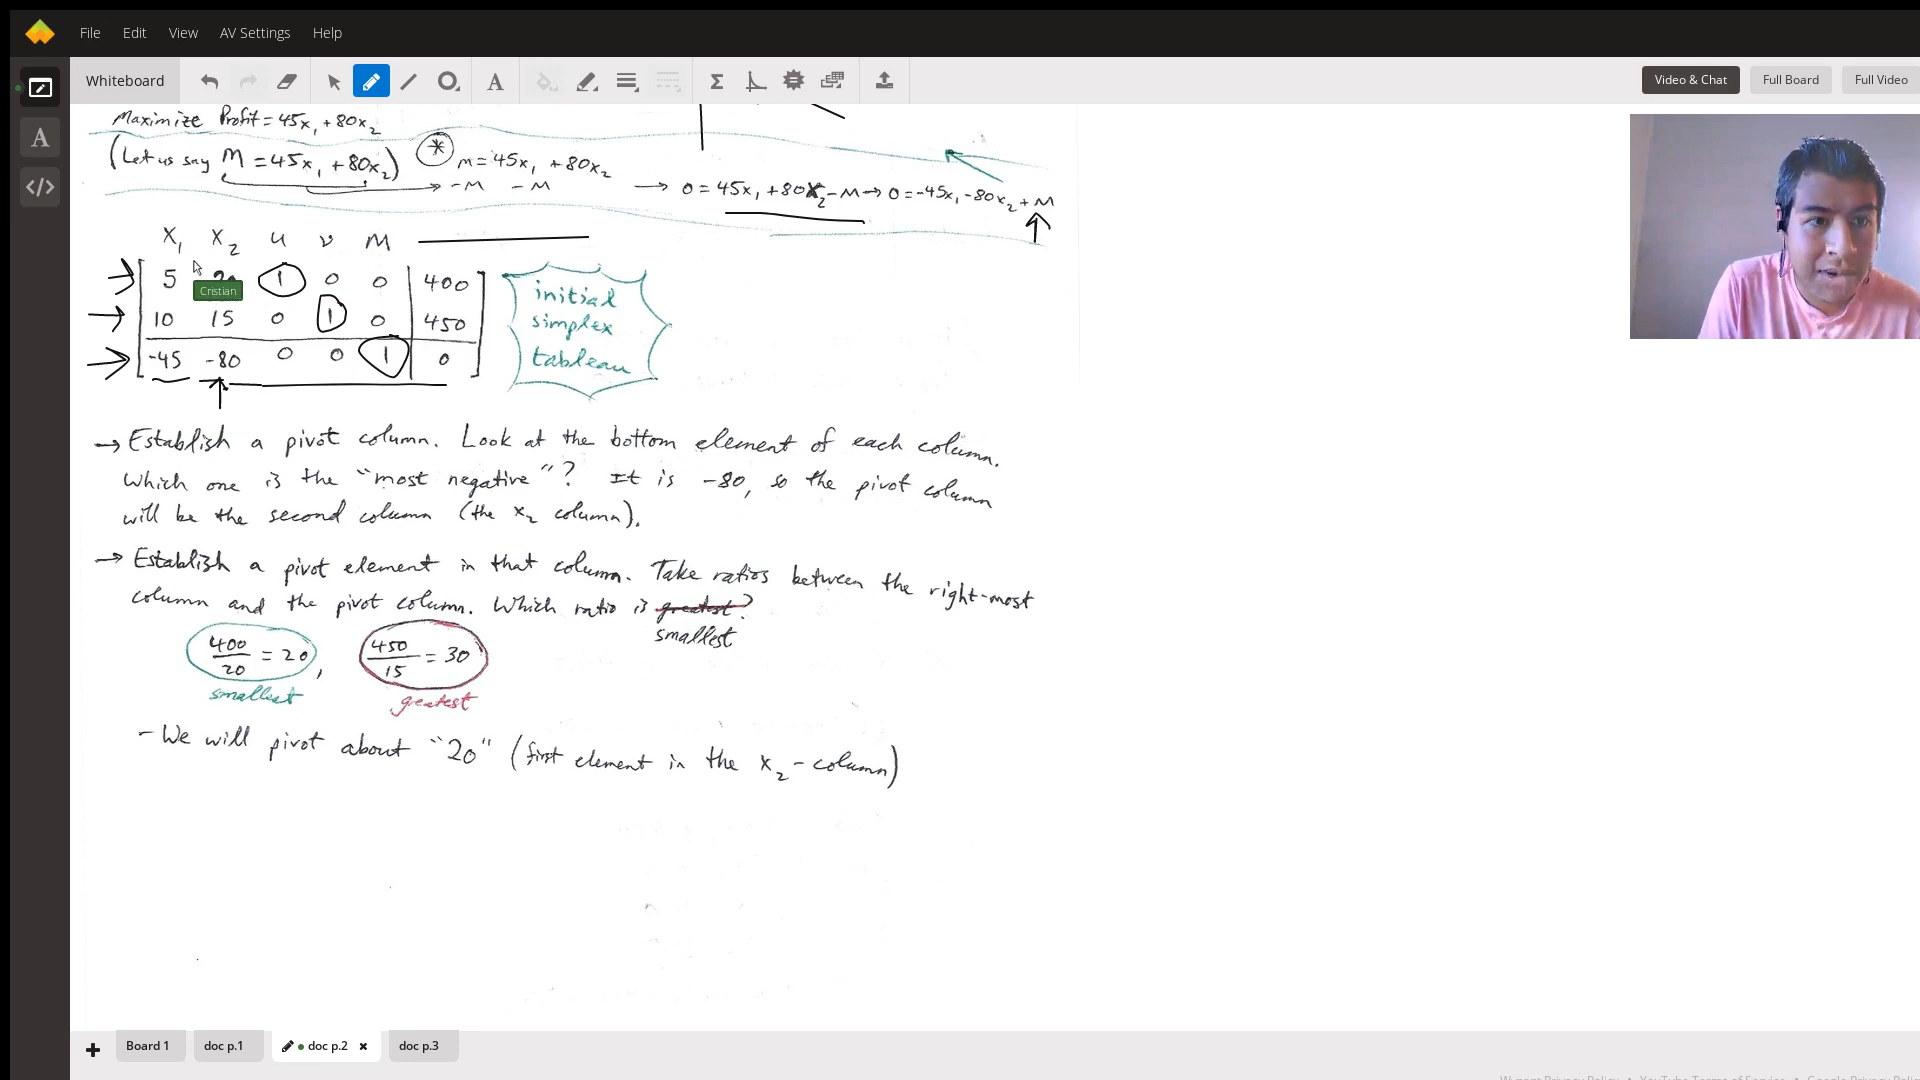 File Edit View AV Settings Help
Whiteboard A Σ Video & Chat Full Board Full Video
A
Maximize Profit = 45x₁ + 80x₂
(Let us say M = 45x₁ + 80x₂) * M = 45x₁ + 80x₂
-M -M → 0 = 45x₁ + 80x₂ - M → 0 = -45x₁ - 80x₂ + M
x₁ x₂ u v M
5 20 1 0 0 400
Cristian
10 15 0 1 0 450
-45 -80 0 0 1 0
initial
simplex
tableau
→ Establish a pivot column. Look at the bottom element of each column.
Which one is the "most negative"? It is -80, so the pivot column
will be the second column (the x₂ column).
→ Establish a pivot element in that column. Take ratios between the right-most
column and the pivot column. Which ratio is greatest?
smallest
400/20 = 20, 450/15 = 30
smallest greatest
- We will pivot about "20" (first element in the x₂-column)
+ Board 1 doc p.1 doc p.2 × doc p.3